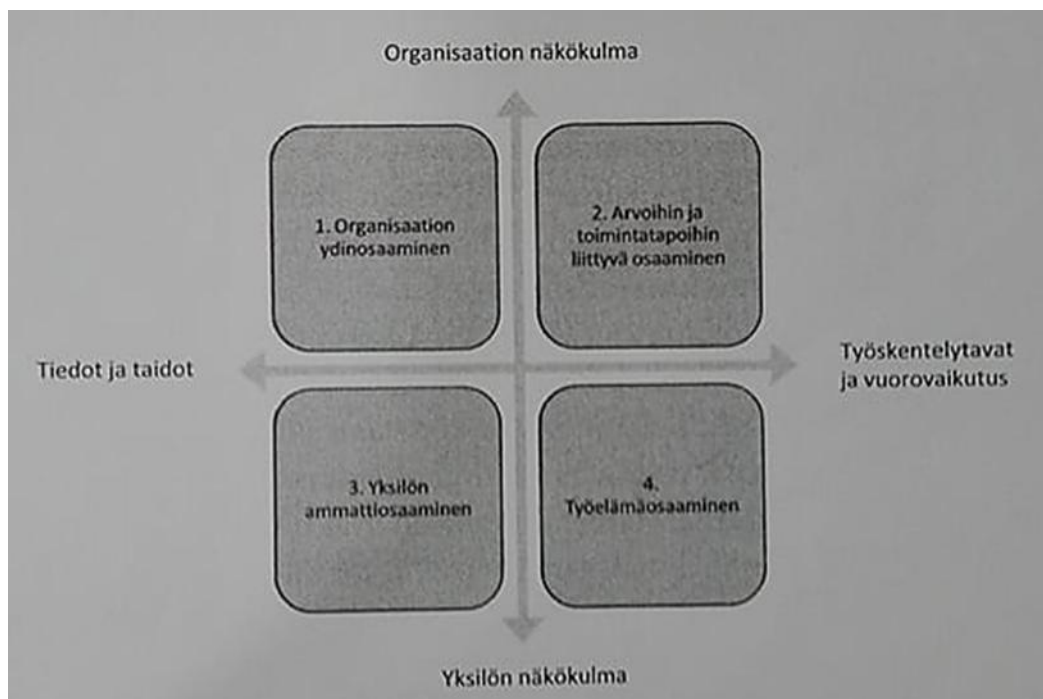 Organisaation näkökulma
1. Organisaation
ydinosaaminen
2. Arvoihin ja
toimintatapoihin
liittyvä osaaminen
Tiedot ja taidot
Työskentelytavat
ja vuorovaikutus
3. Yksilön
ammattiosaaminen
4.
Työelämäosaaminen
Yksilön näkökulma